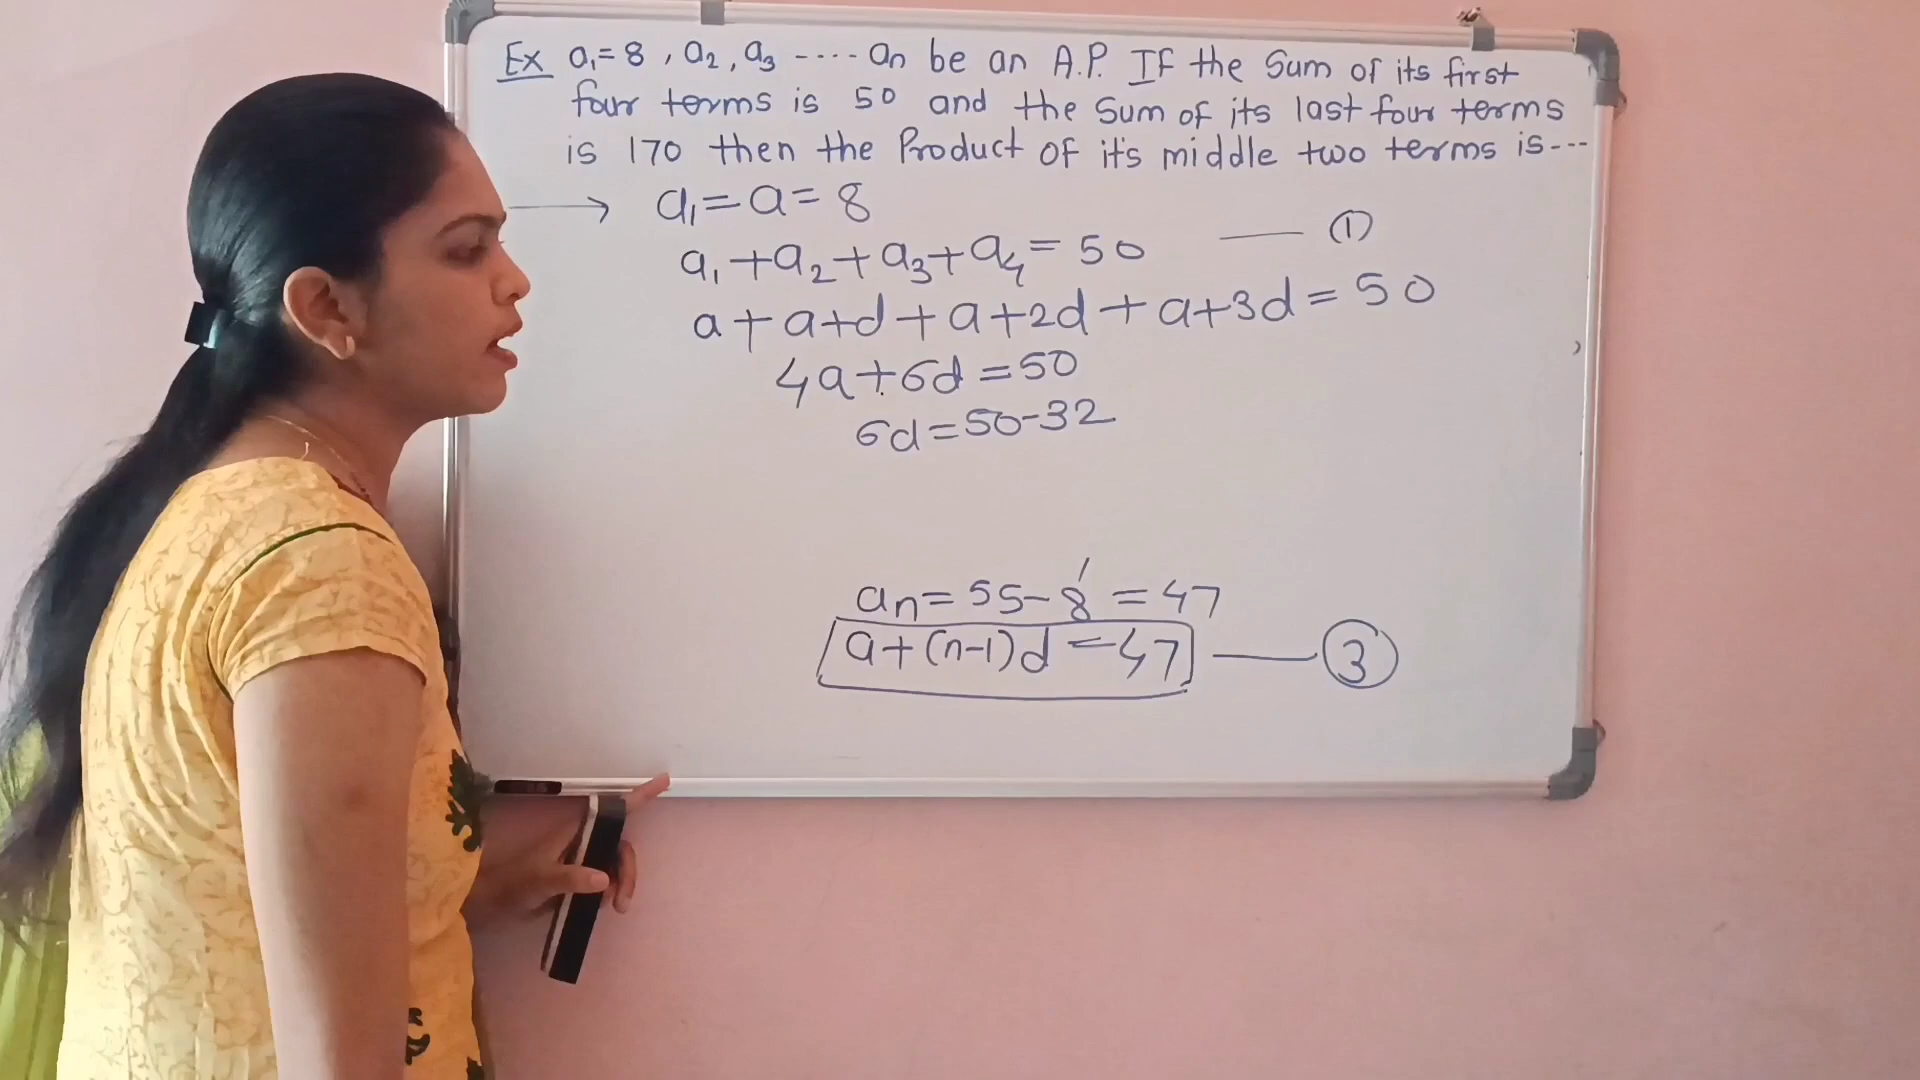 Ex a₁=8, a₂, a₃ ---- an be an A.P. If the Sum of its first
four terms is 50 and the Sum of its last four terms
is 170 then the Product of it's middle two terms is---
→ a₁=a=8
a₁+a₂+a₃+a₄=50 —— ①
a+a+d+a+2d+a+3d=50
4a+6d=50
6d=50-32
an=55-8=47
a+(n-1)d=47 —— ③